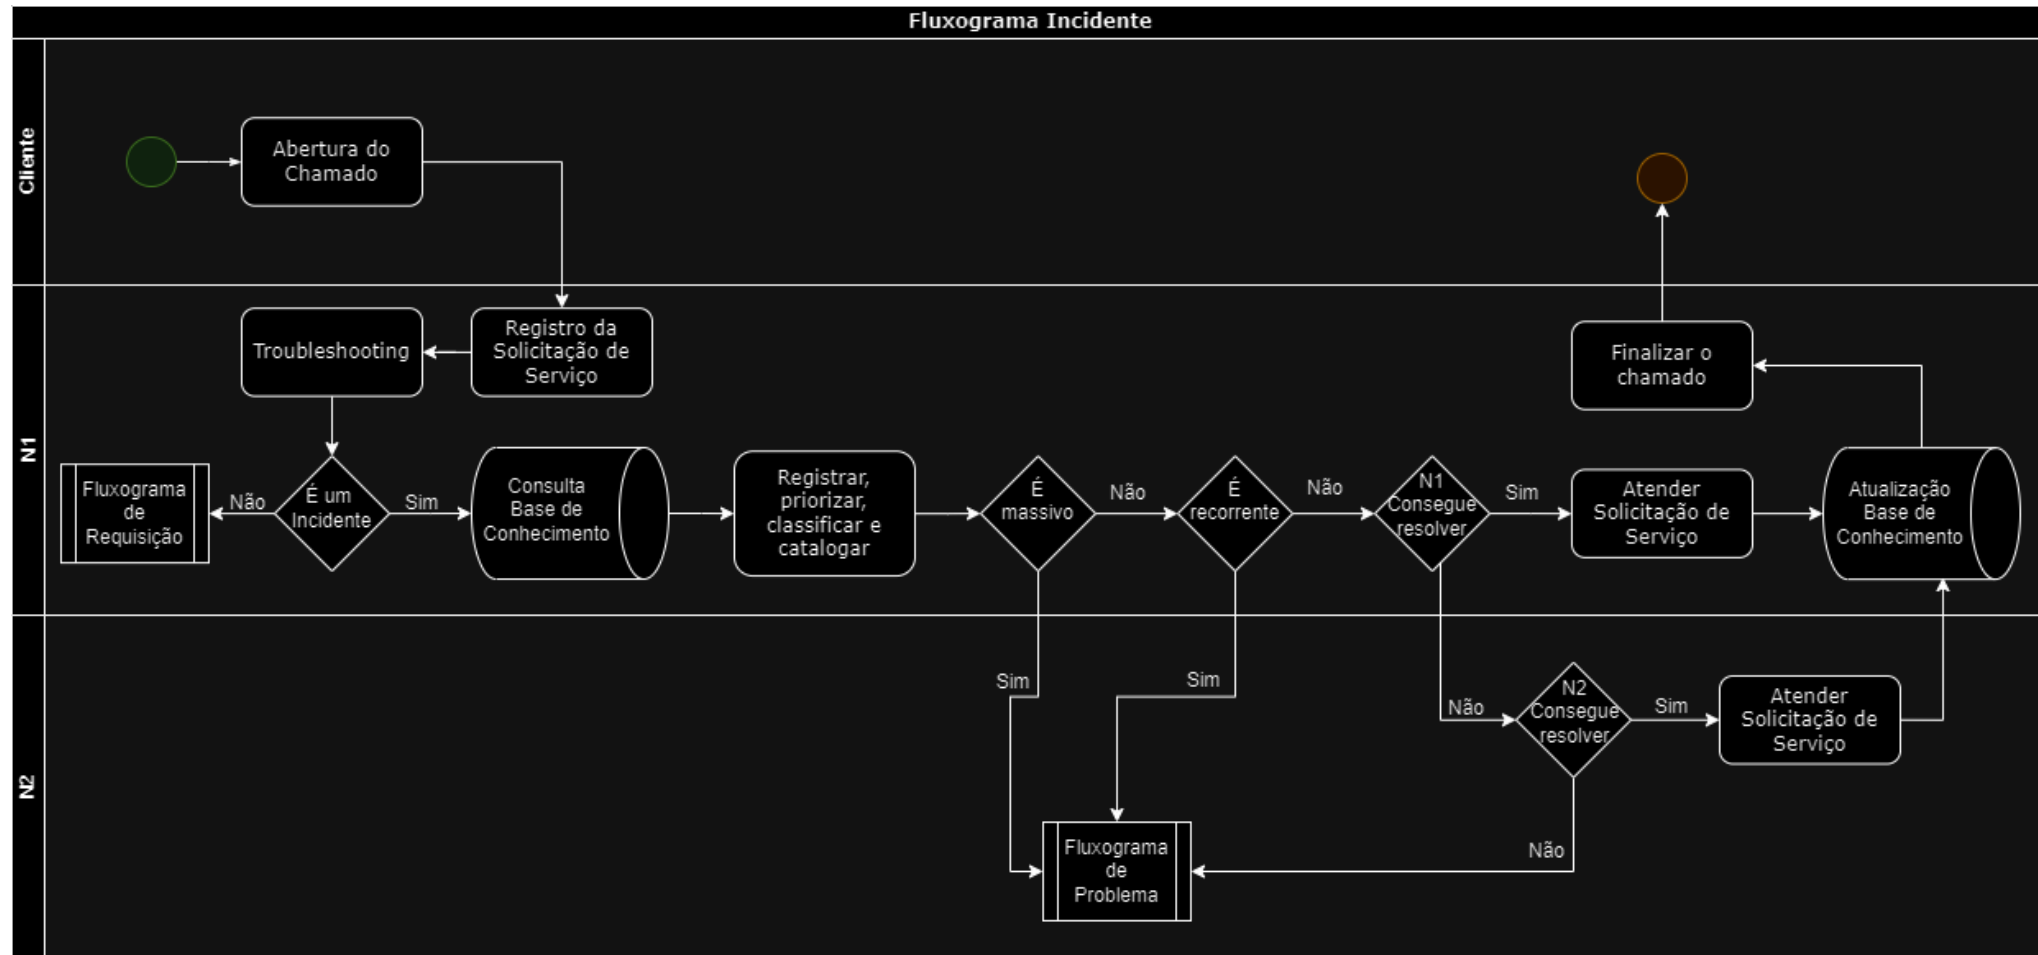 Fluxograma Incidente
Cliente
Abertura do
Chamado
N1
Troubleshooting
Registro da
Solicitação de
Serviço
Finalizar o
chamado
Fluxograma
de
Requisição
Não
É um
Incidente
Sim
Consulta
Base de
Conhecimento
Registrar,
priorizar,
classificar e
catalogar
É
massivo
Não
É
recorrente
Não
N1
Consegue
resolver
Sim
Atender
Solicitação de
Serviço
Atualização
Base de
Conhecimento
N2
Sim
Sim
Não
N2
Consegue
resolver
Sim
Atender
Solicitação de
Serviço
Fluxograma
de
Problema
Não